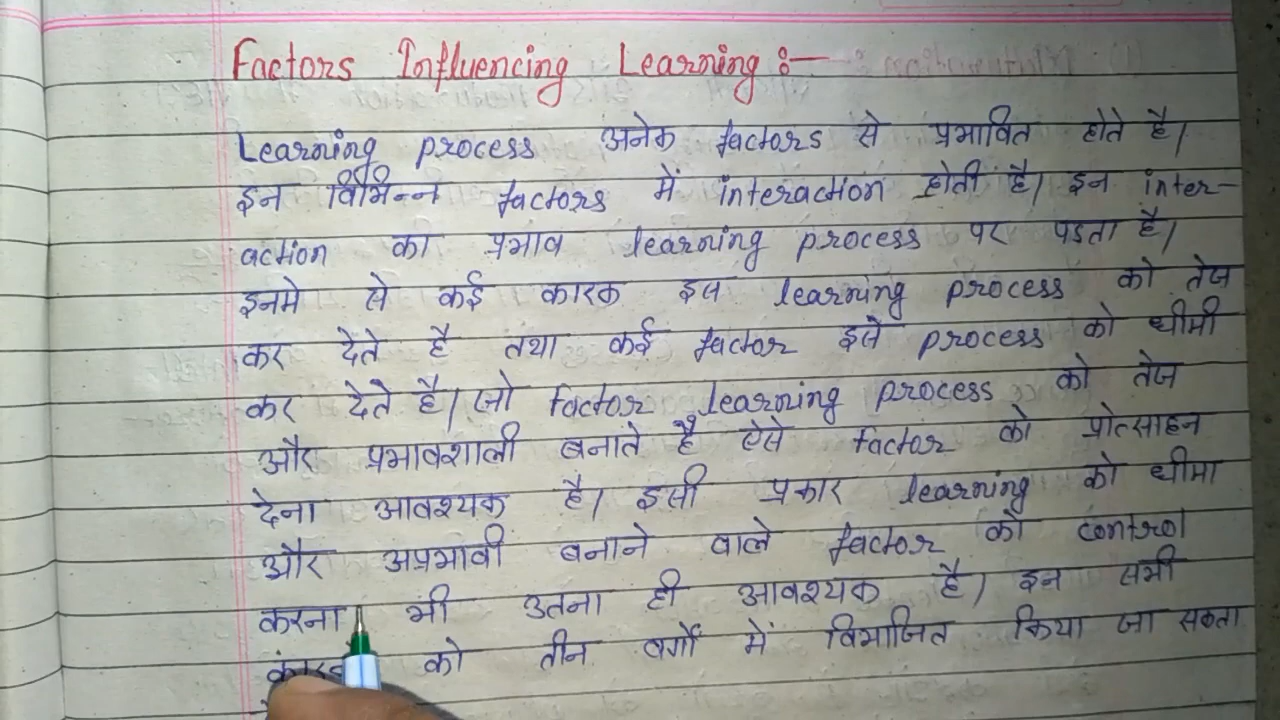 Factors Influencing Learning :-
Learning process अनेक factors से प्रभावित होते है।
इन विभिन्न factors में interaction होती है। इन inter-
action का प्रभाव learning process पर पडता है।
इनमे से कई कारक इस learning process को तेज
कर देते है तथा कई factor इसे process को धीमी
कर देते है। जो factor learning process को तेज
और प्रभावशाली बनाते है ऐसे factor को प्रोत्साहन
देना आवश्यक है। इसी प्रकार learning को धीमा
और अप्रभावी बनाने वाले factor को control
करना भी उतना ही आवश्यक है। इन सभी
को तीन वर्गों में विभाजित किया जा सकता